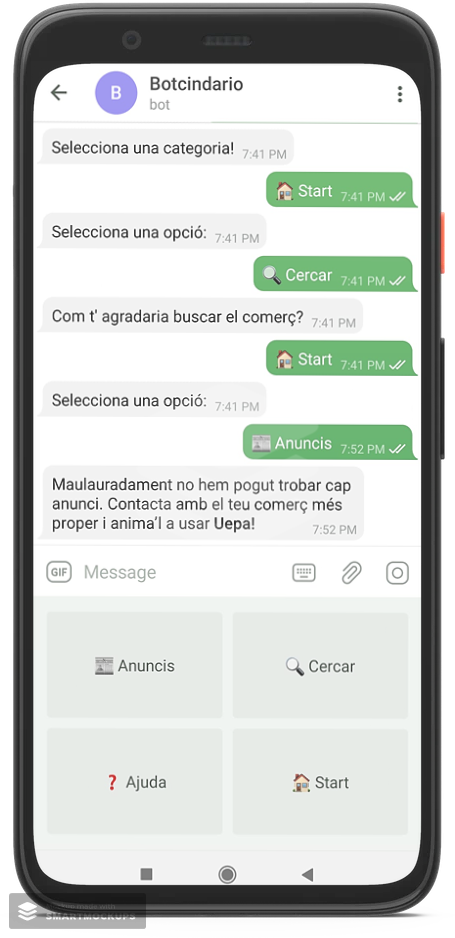 B
Botcindario
bot
Selecciona una categoria! 7:41 PM
Start 7:41 PM
Selecciona una opció: 7:41 PM
Cercar 7:41 PM
Com t' agradaria buscar el comerç? 7:41 PM
Start 7:41 PM
Selecciona una opció: 7:41 PM
Anuncis 7:52 PM
Maulauradament no hem pogut trobar cap
anunci. Contacta amb el teu comerç més
proper i anima'l a usar Uepa!
7:52 PM
GIF Message
Anuncis
Cercar
Ajuda
Start
SMARTMOCKUPS